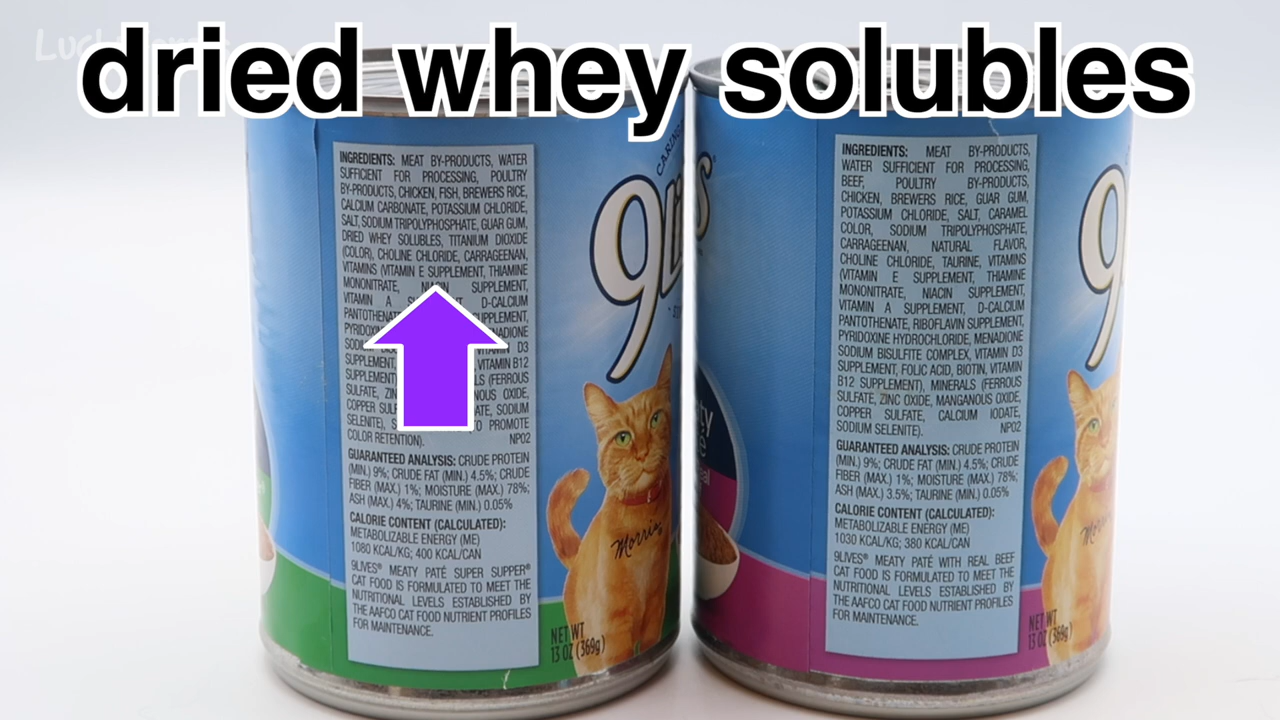 dried whey solubles
INGREDIENTS: MEAT BY-PRODUCTS, WATER
SUFFICIENT FOR PROCESSING, POULTRY
BY-PRODUCTS, CHICKEN, FISH, BREWERS RICE,
CALCIUM CARBONATE, POTASSIUM CHLORIDE,
SALT, SODIUM TRIPOLYPHOSPHATE, GUAR GUM,
DRIED WHEY SOLUBLES, TITANIUM DIOXIDE
(COLOR), CHOLINE CHLORIDE, CARRAGEENAN,
VITAMINS (VITAMIN E SUPPLEMENT, THIAMINE
MONONITRATE, NIACIN SUPPLEMENT,
VITAMIN A D-CALCIUM
VITAMIN D3
SUPPLEMENT, VITAMIN B12
(FERROUS
SULFATE, OXIDE,
COPPER SODIUM
TO PROMOTE
COLOR RETENTION). NP02
GUARANTEED ANALYSIS: CRUDE PROTEIN
(MIN.) 9%; CRUDE FAT (MIN.) 4.5%; CRUDE
FIBER (MAX.) 1%; MOISTURE (MAX.) 78%;
ASH (MAX.) 4%; TAURINE (MIN.) 0.05%
CALORIE CONTENT (CALCULATED):
METABOLIZABLE ENERGY (ME)
1080 KCAL/KG; 400 KCAL/CAN
9LIVES® MEATY PATÉ SUPER SUPPER®
CAT FOOD IS FORMULATED TO MEET THE
NUTRITIONAL LEVELS ESTABLISHED BY
THE AAFCO CAT FOOD NUTRIENT PROFILES
FOR MAINTENANCE.
Morris
NET WT
13 OZ (369g)
INGREDIENTS: MEAT BY-PRODUCTS,
WATER SUFFICIENT FOR PROCESSING,
BEEF, POULTRY BY-PRODUCTS,
CHICKEN, BREWERS RICE, GUAR GUM,
POTASSIUM CHLORIDE, SALT, CARAMEL
COLOR, SODIUM TRIPOLYPHOSPHATE,
CARRAGEENAN, NATURAL FLAVOR,
CHOLINE CHLORIDE, TAURINE, VITAMINS
(VITAMIN E SUPPLEMENT, THIAMINE
MONONITRATE, NIACIN SUPPLEMENT,
VITAMIN A SUPPLEMENT, D-CALCIUM
PANTOTHENATE, RIBOFLAVIN SUPPLEMENT,
PYRIDOXINE HYDROCHLORIDE, MENADIONE
SODIUM BISULFITE COMPLEX, VITAMIN D3
SUPPLEMENT, FOLIC ACID, BIOTIN, VITAMIN
B12 SUPPLEMENT), MINERALS (FERROUS
SULFATE, ZINC OXIDE, MANGANOUS OXIDE,
COPPER SULFATE, CALCIUM IODATE,
SODIUM SELENITE). NP02
GUARANTEED ANALYSIS: CRUDE PROTEIN
(MIN.) 9%; CRUDE FAT (MIN.) 4.5%; CRUDE
FIBER (MAX.) 1%; MOISTURE (MAX.) 78%;
ASH (MAX.) 3.5%; TAURINE (MIN.) 0.05%
CALORIE CONTENT (CALCULATED):
METABOLIZABLE ENERGY (ME)
1030 KCAL/KG; 380 KCAL/CAN
9LIVES® MEATY PATÉ WITH REAL BEEF
CAT FOOD IS FORMULATED TO MEET THE
NUTRITIONAL LEVELS ESTABLISHED BY
THE AAFCO CAT FOOD NUTRIENT PROFILES
FOR MAINTENANCE.
NET WT
13 OZ (369g)